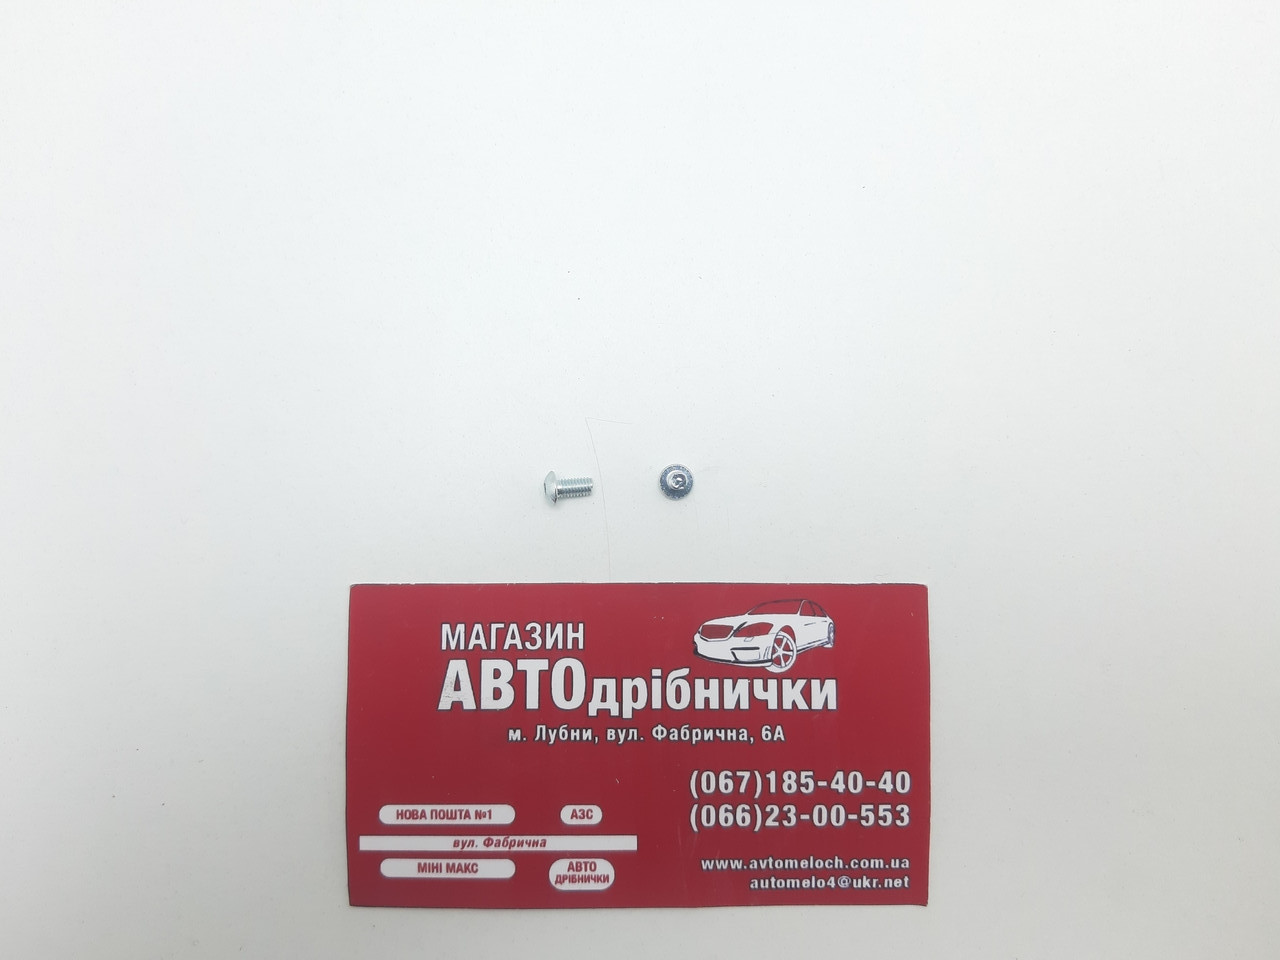 МАГАЗИН
АВТОдрібнички
м. Лубни, вул. Фабрична, 6А
(067)185-40-40
(066)23-00-553
НОВА ПОШТА №1
АЗС
вул. Фабрична
МІНІ МАКС
АВТО
ДРІБНИЧКИ
www.avtomeloch.com.ua
automelo4@ukr.net